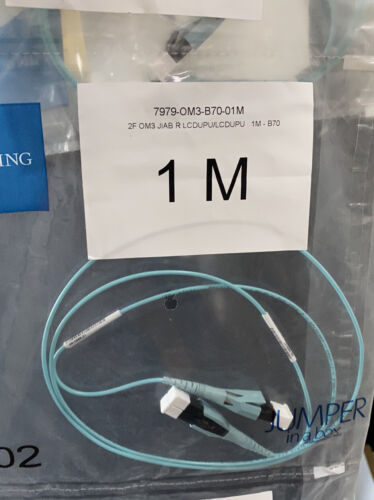 7979-OM3-B70-01M
2F OM3 JIAB R LCDUPU/LCDUPU 1M - B70
1 M
ING
JUMPER
in a box
02